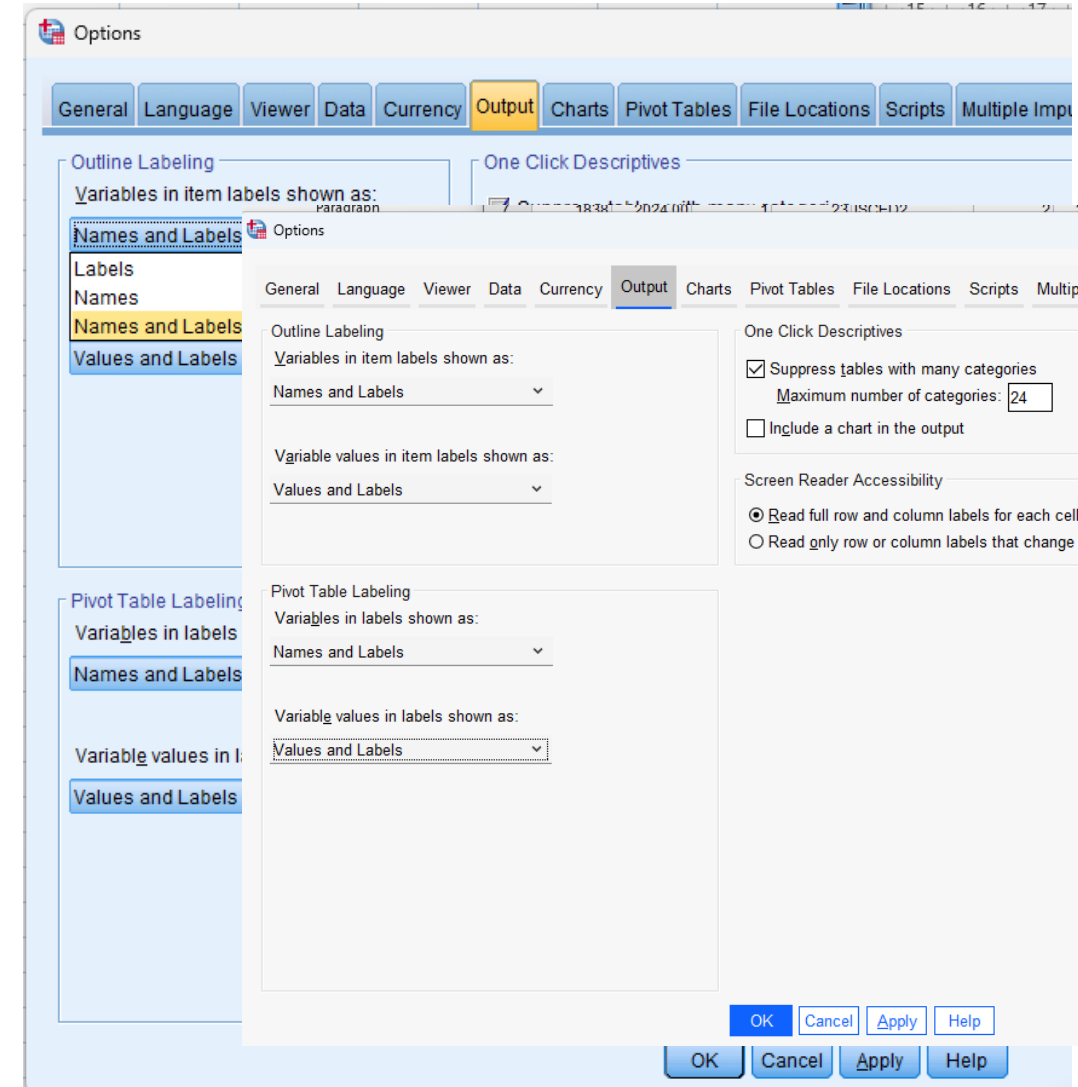 Options
General Language Viewer Data Currency Output Charts Pivot Tables File Locations Scripts Multiple
Outline Labeling
Variables in item labels shown as:
Names and Labels
Labels
Names
Names and Labels
Values and Labels
One Click Descriptives
Pivot Table Labeling
Variables in labels
Names and Labels
Variable values in
Values and Labels
OK Cancel Apply Help
Paragraph
Options
General Language Viewer Data Currency Output Charts Pivot Tables File Locations Scripts
Outline Labeling
Variables in item labels shown as:
Names and Labels
Variable values in item labels shown as:
Values and Labels
One Click Descriptives
Suppress tables with many categories
Maximum number of categories: 24
Include a chart in the output
Screen Reader Accessibility
Read full row and column labels for each cell
Read only row or column labels that change
Pivot Table Labeling
Variables in labels shown as:
Names and Labels
Variable values in labels shown as:
Values and Labels
OK Cancel Apply Help